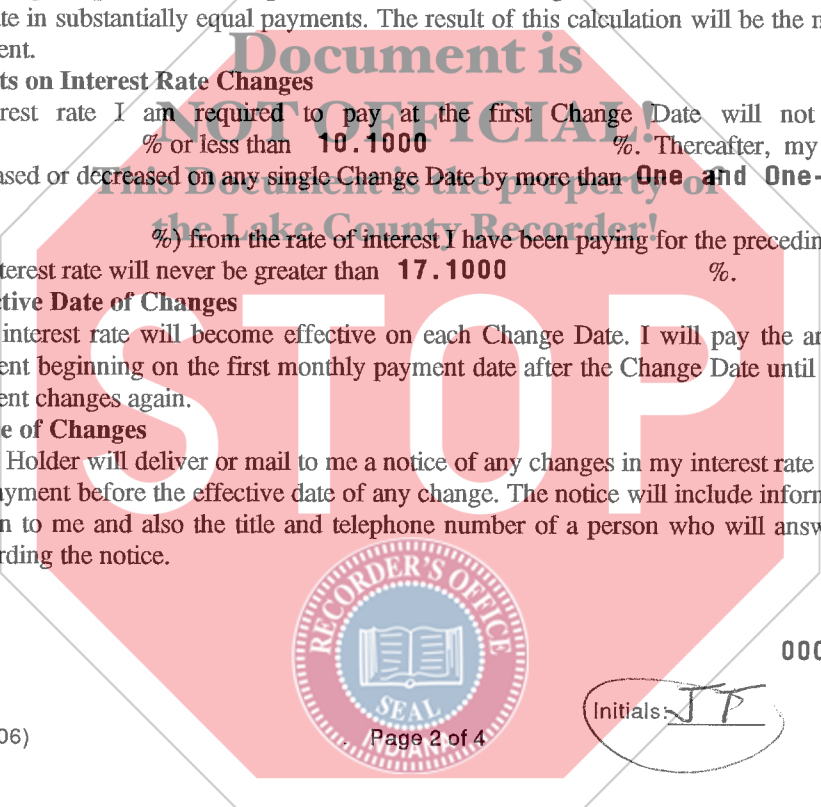 te in substantially equal payments. The result of this calculation will be the n
ent.
Document is
ts on Interest Rate Changes
rest rate I am required to pay at the first Change Date will not
NOT OFFICIAL!
% or less than 10.1000 %. Thereafter, my
ased or decreased on any single Change Date by more than One and One-
This Document is the property of
the Lake County Recorder!
%) from the rate of interest I have been paying for the precedin
terest rate will never be greater than 17.1000 %.
ctive Date of Changes
interest rate will become effective on each Change Date. I will pay the an
ent beginning on the first monthly payment date after the Change Date until
ent changes again.
STOP
e of Changes
Holder will deliver or mail to me a notice of any changes in my interest rate
yment before the effective date of any change. The notice will include inform
n to me and also the title and telephone number of a person who will answ
rding the notice.
RECORDER'S OFFICE
SEAL
INDIANA
000
Initials: JP
06)
Page 2 of 4